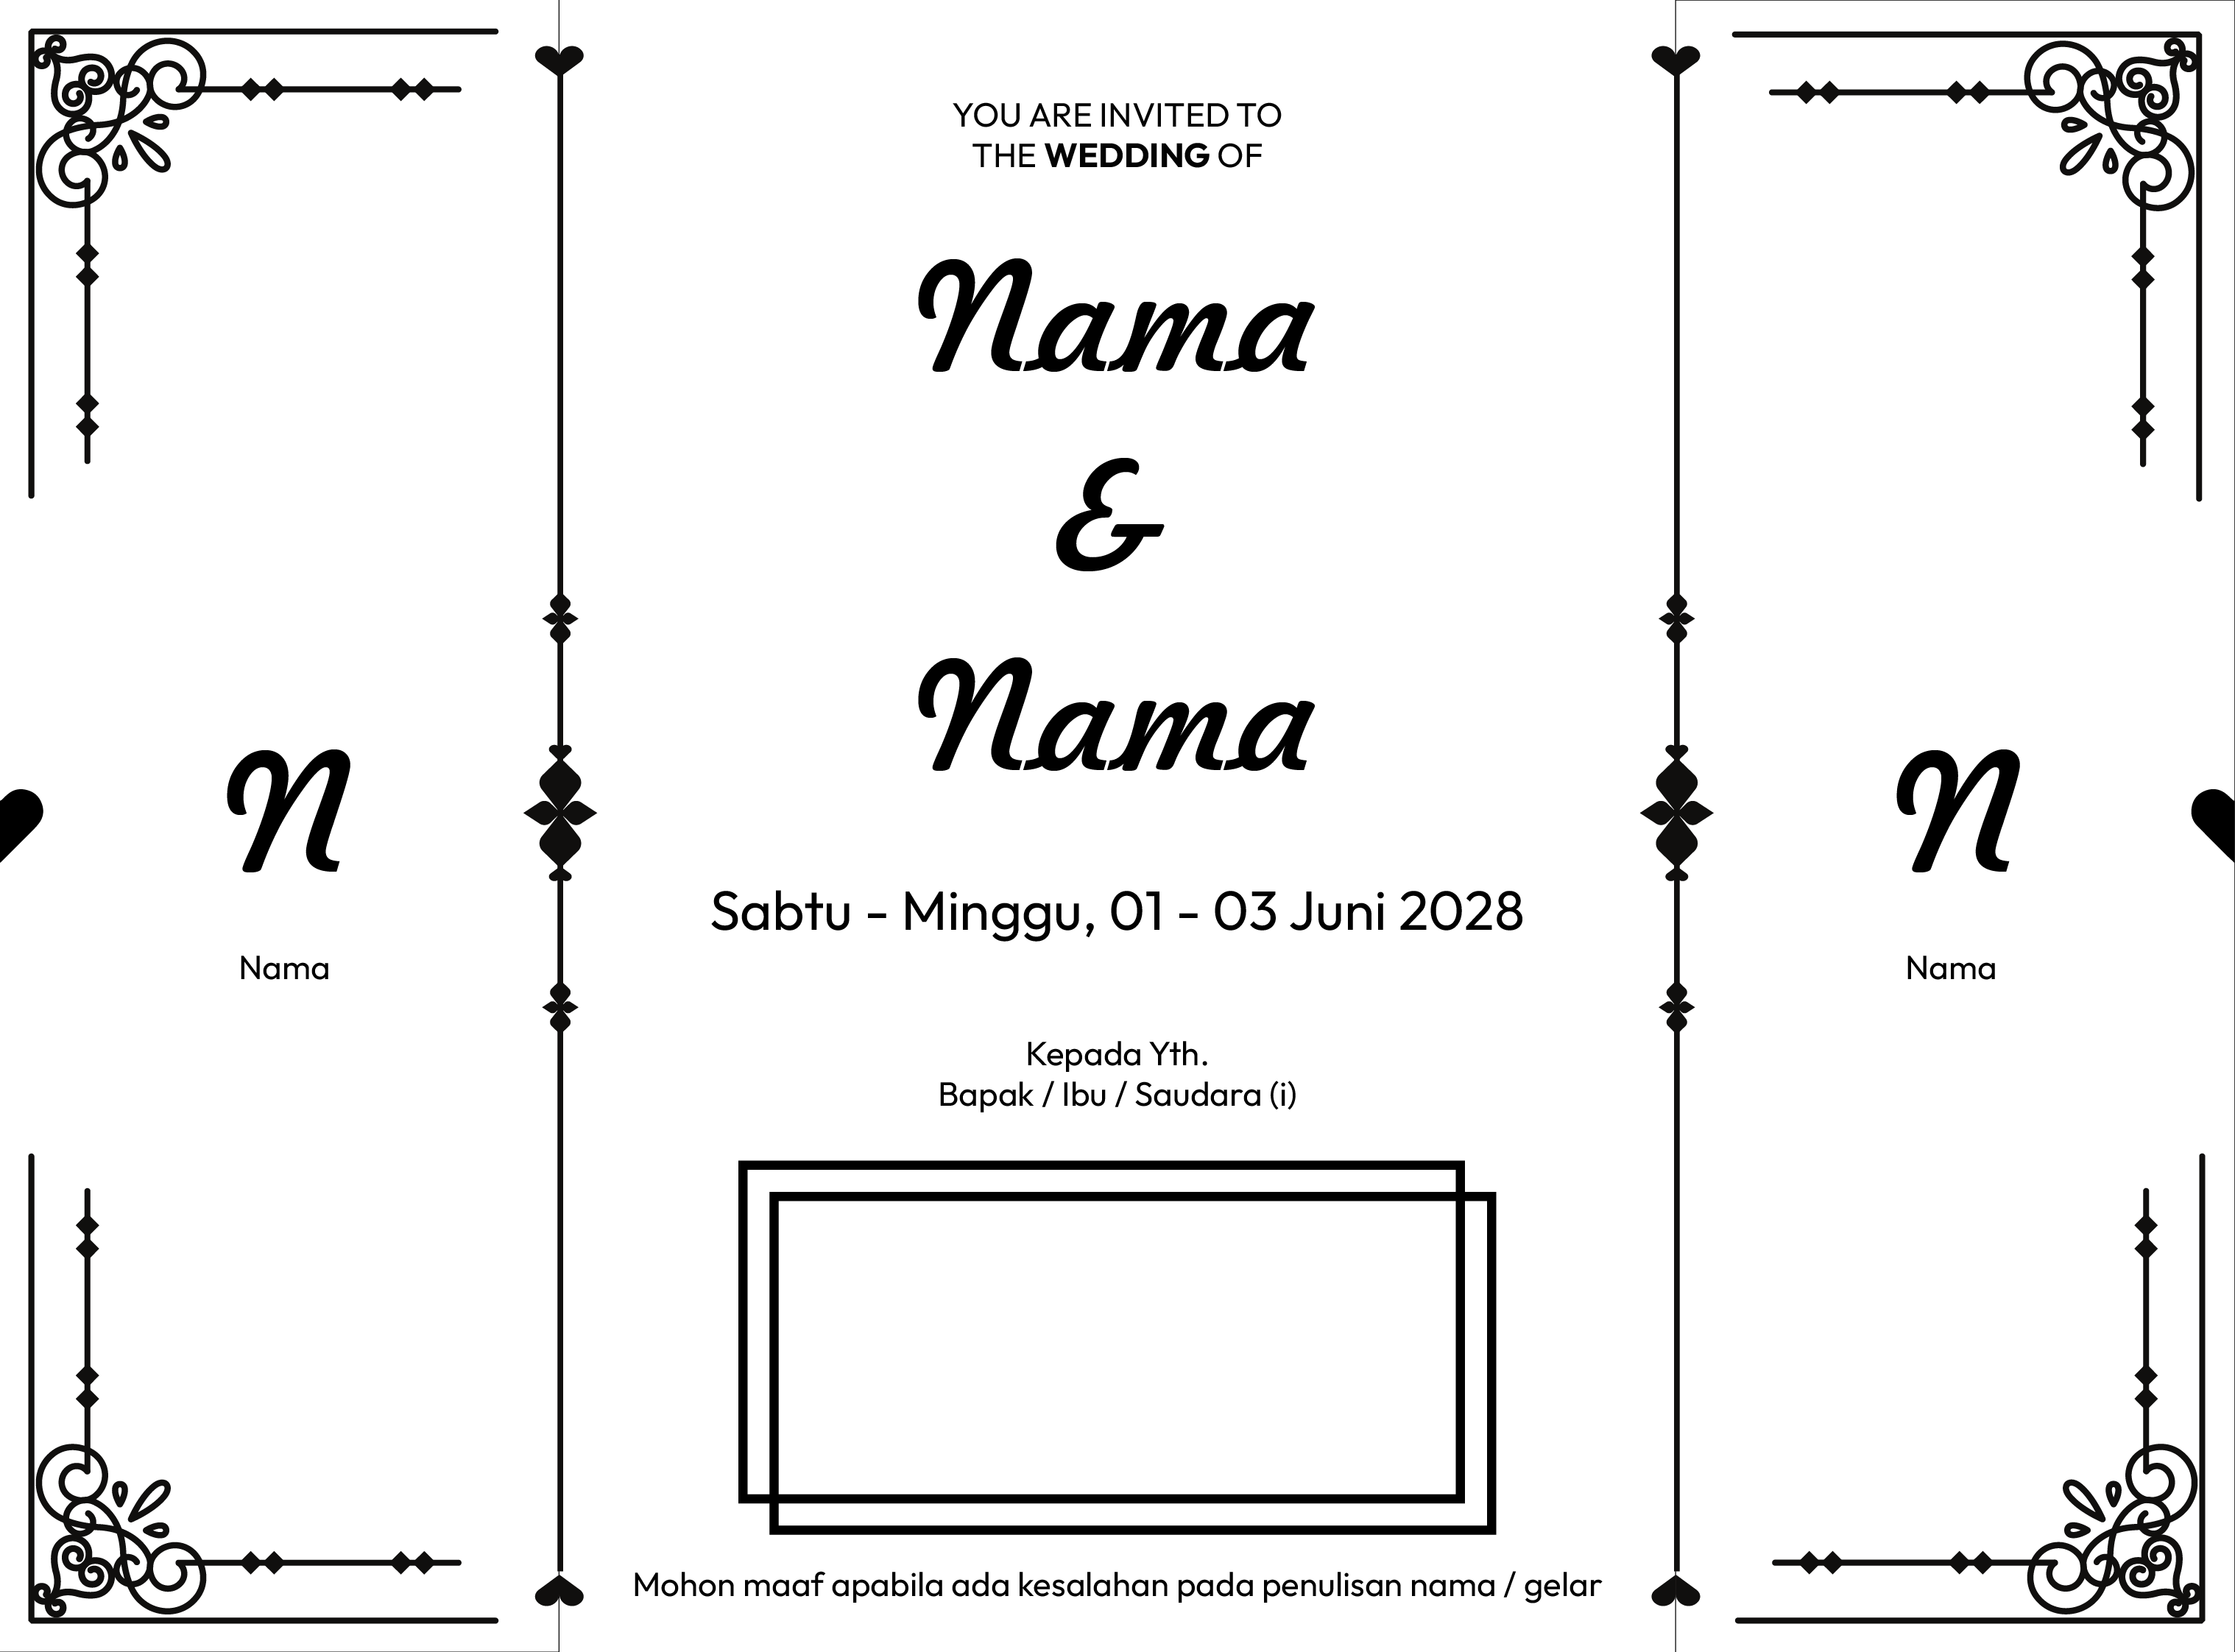 YOU ARE INVITED TO
THE WEDDING OF
Nama
&
Nama
Sabtu - Minggu, 01 - 03 Juni 2028
Kepada Yth.
Bapak / Ibu / Saudara (i)
Mohon maaf apabila ada kesalahan pada penulisan nama / gelar
N
Nama
N
Nama